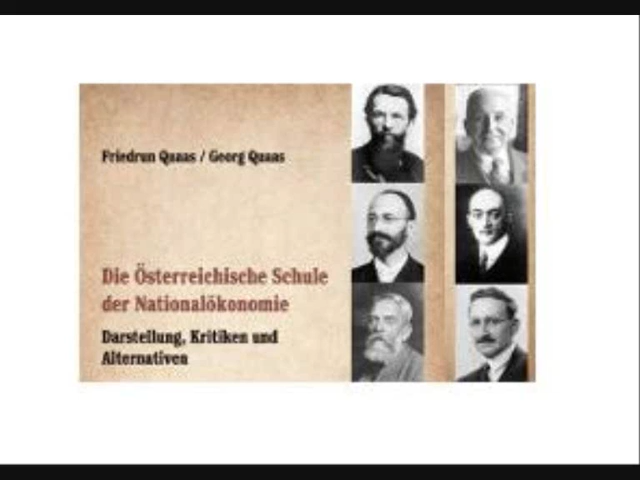 Friedrun Quaas / Georg Quaas
Die Österreichische Schule
der Nationalökonomie
Darstellung, Kritiken und
Alternativen